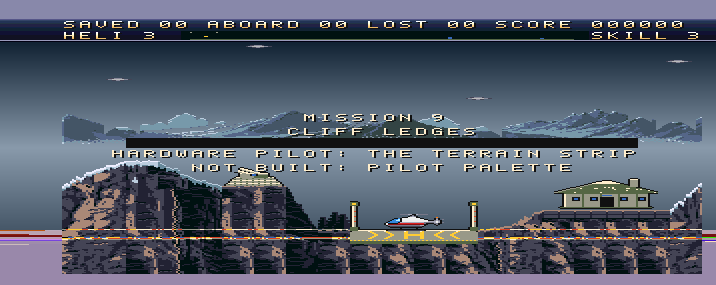 SAVED 00 ABOARD 00 LOST 00 SCORE 000000
HELI 3 SKILL 3
MISSION 9
CLIFF LEDGES
HARDWARE PILOT: THE TERRAIN STRIP
NOT BUILT: PILOT PALETTE
H